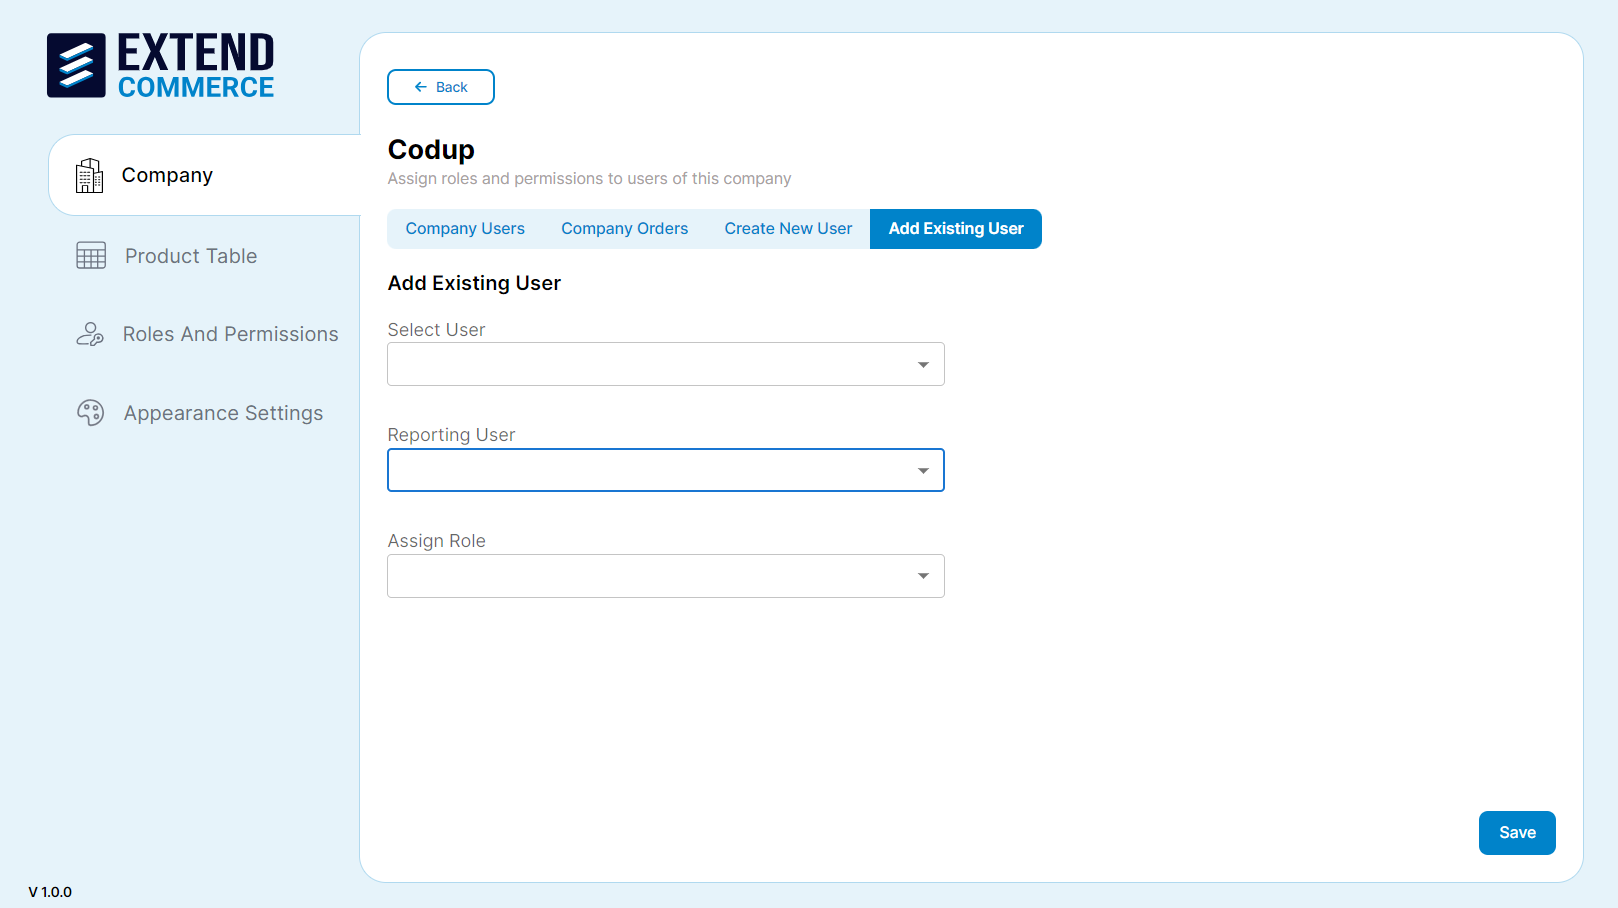 EXTEND
COMMERCE
Company
Product Table
Roles And Permissions
Appearance Settings
V 1.0.0
Back
Codup
Assign roles and permissions to users of this company
Company Users Company Orders Create New User Add Existing User
Add Existing User
Select User
Reporting User
Assign Role
Save